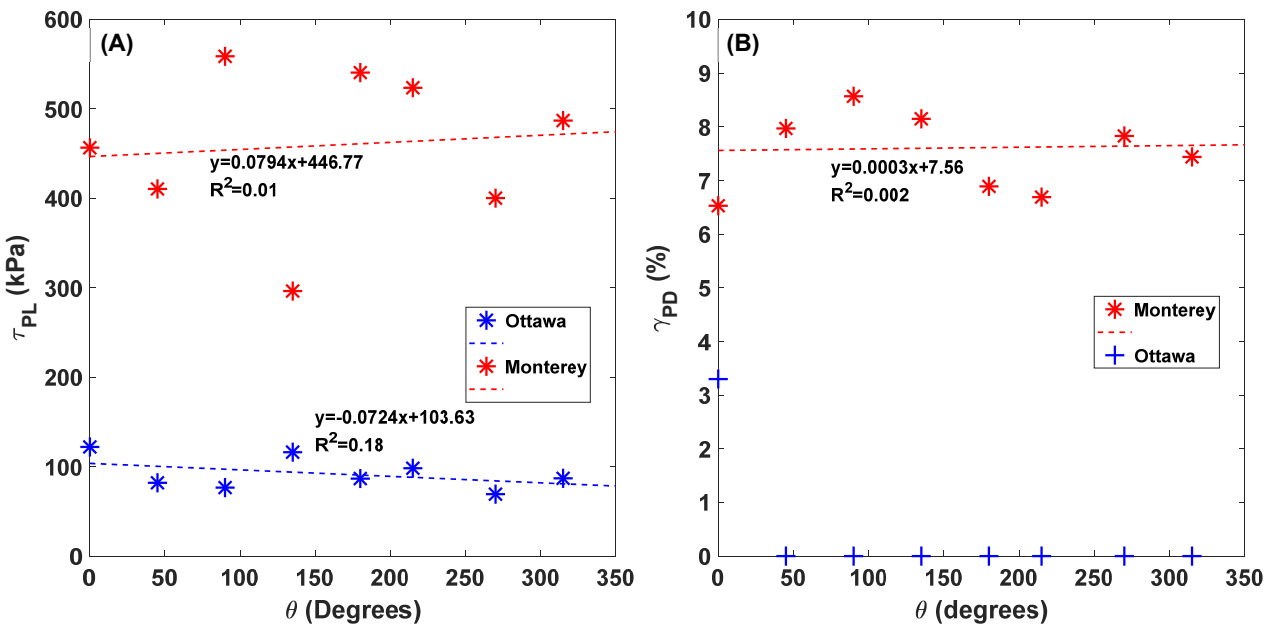 (A)
600
500
400
300
200
100
0
τPL (kPa)
y=0.0794x+446.77
R²=0.01
Ottawa
Monterey
y=-0.0724x+103.63
R²=0.18
0 50 100 150 200 250 300 350
θ (Degrees)
(B)
10
9
8
7
6
5
4
3
2
1
0
γPD (%)
y=0.0003x+7.56
R²=0.002
Monterey
Ottawa
0 50 100 150 200 250 300 350
θ (degrees)